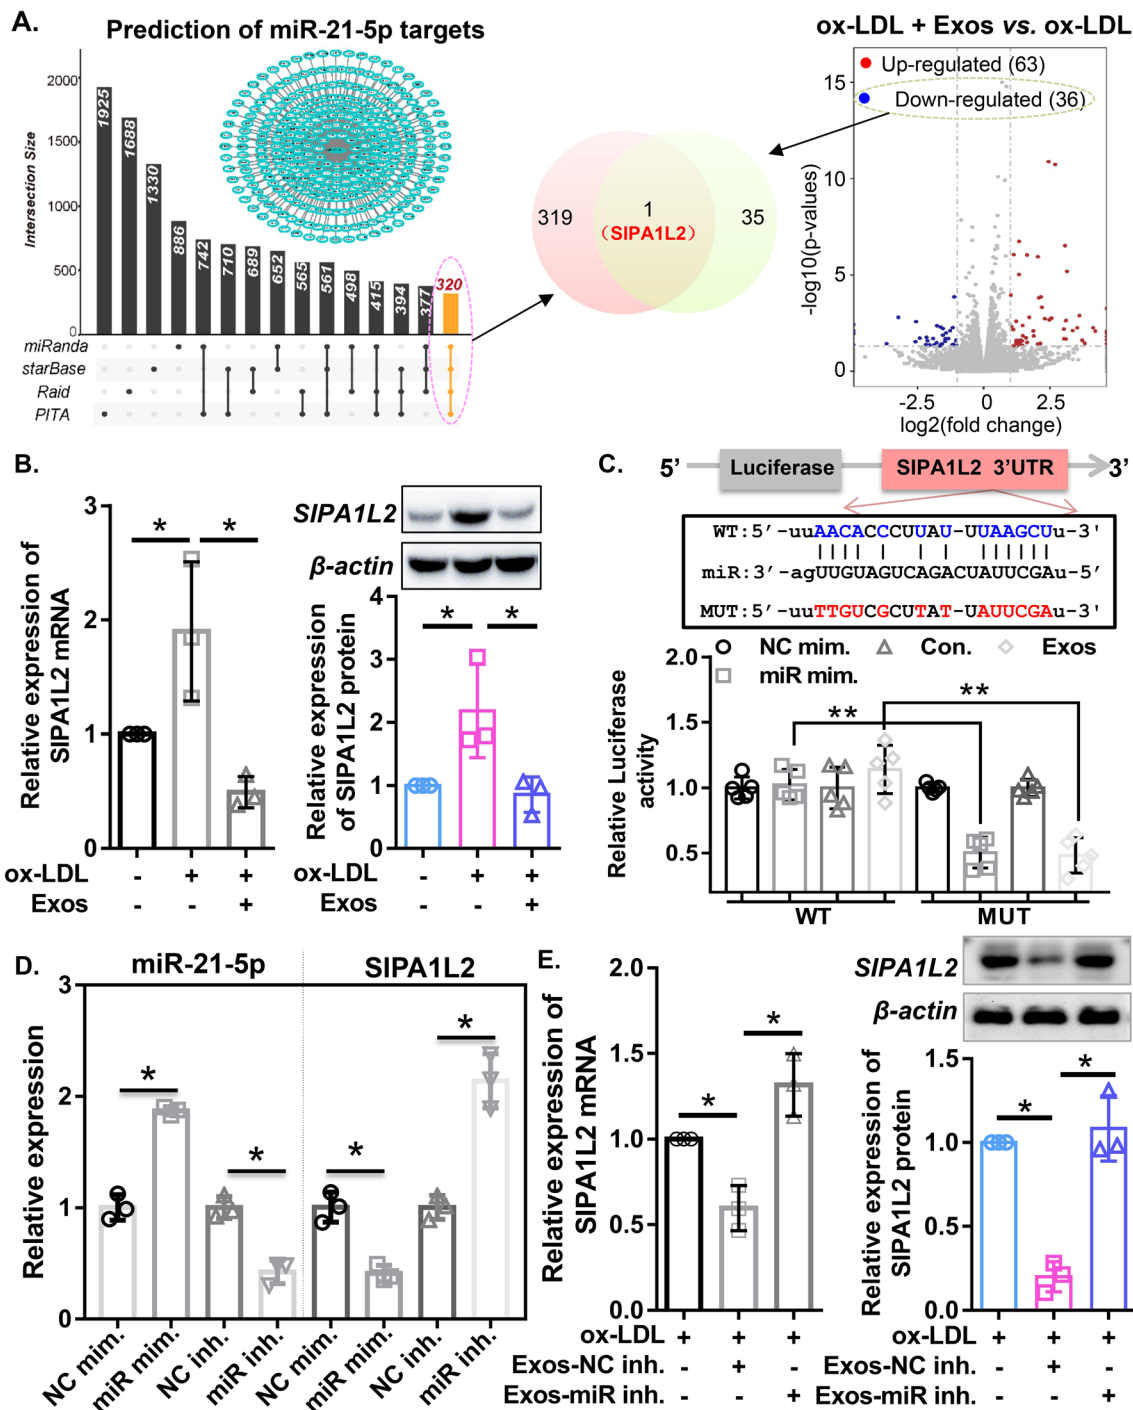 A.
Prediction of miR-21-5p targets
Intersection Size
2000
1500
1000
500
0
1925
1688
1330
886
742
710
689
652
565
561
498
415
394
377
320
miRanda
starBase
Raid
PITA
319
1
(SIPA1L2)
35
ox-LDL + Exos vs. ox-LDL
Up-regulated (63)
Down-regulated (36)
-log10(p-values)
15
10
5
0
-2.5
0
2.5
log2(fold change)
B.
Relative expression of
SIPA1L2 mRNA
3
2
1
0
* *
ox-LDL - + +
Exos - - +
SIPA1L2
β-actin
Relative expression
of SIPA1L2 protein
4
3
2
1
0
* *
ox-LDL - + +
Exos - - +
C.
5' Luciferase SIPA1L2 3'UTR 3'
WT:5'-uuAACACCCUUAU-UUAAGCUu-3'
miR:3'-agUUGUAGUCAGACUAUUCGAu-5'
MUT:5'-uuTTGUCGCUTAT-UAUUCGAu-3'
NC mim. Con. Exos
miR mim.
Relative Luciferase
activity
2.0
1.5
1.0
0.5
** **
WT MUT
D.
miR-21-5p SIPA1L2
Relative expression
3
2
1
0
* * * *
NC mim.
miR mim.
NC inh.
miR inh.
NC mim.
miR mim.
NC inh.
miR inh.
E.
Relative expression of
SIPA1L2 mRNA
2.0
1.5
1.0
0.5
0.0
* *
ox-LDL + + +
Exos-NC inh. - + -
Exos-miR inh. - - +
SIPA1L2
β-actin
Relative expression of
SIPA1L2 protein
1.5
1.0
0.5
0.0
* *
ox-LDL + + +
Exos-NC inh. - + -
Exos-miR inh. - - +